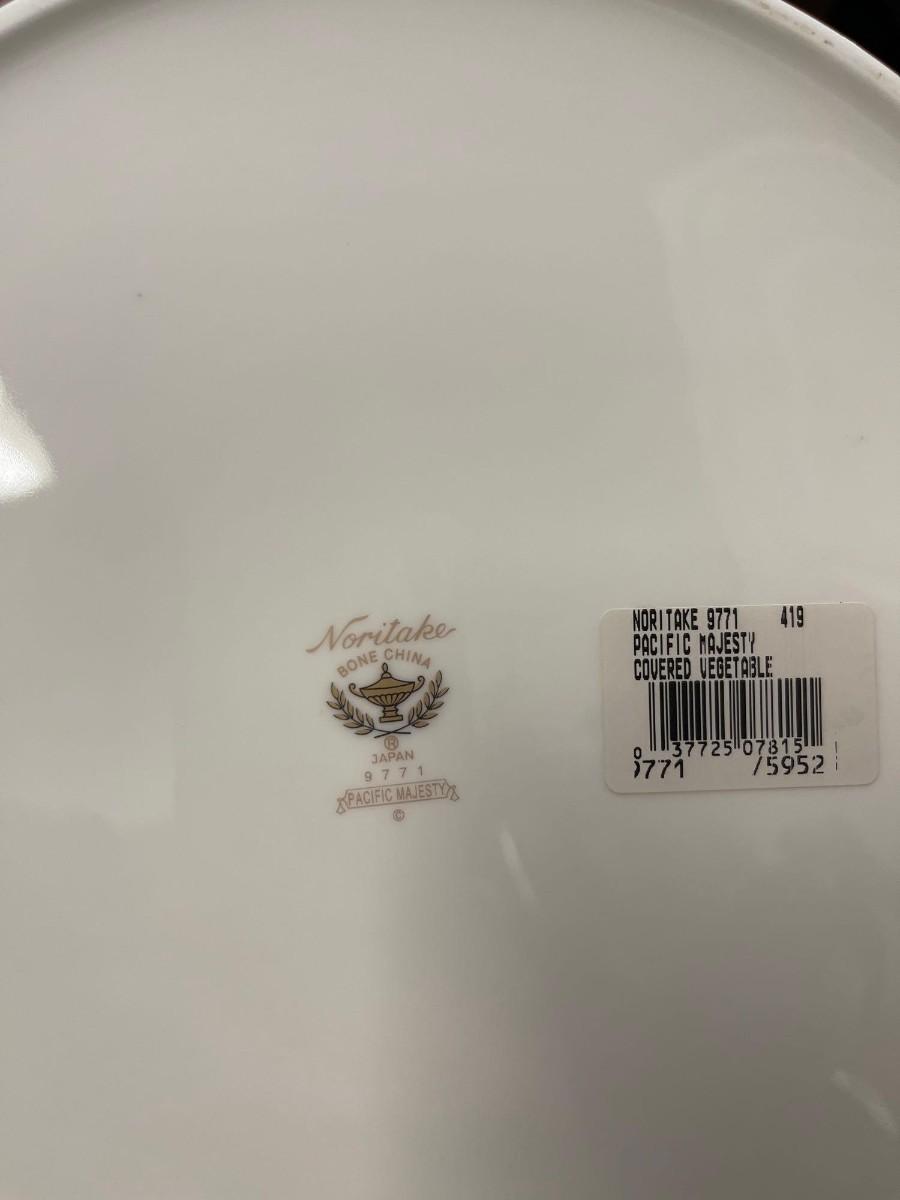 Noritake
BONE CHINA
®
JAPAN
9771
PACIFIC MAJESTY
©
NORITAKE 9771 419
PACIFIC MAJESTY
COVERED VEGETABLE
0 37725 07815
9771 /5952